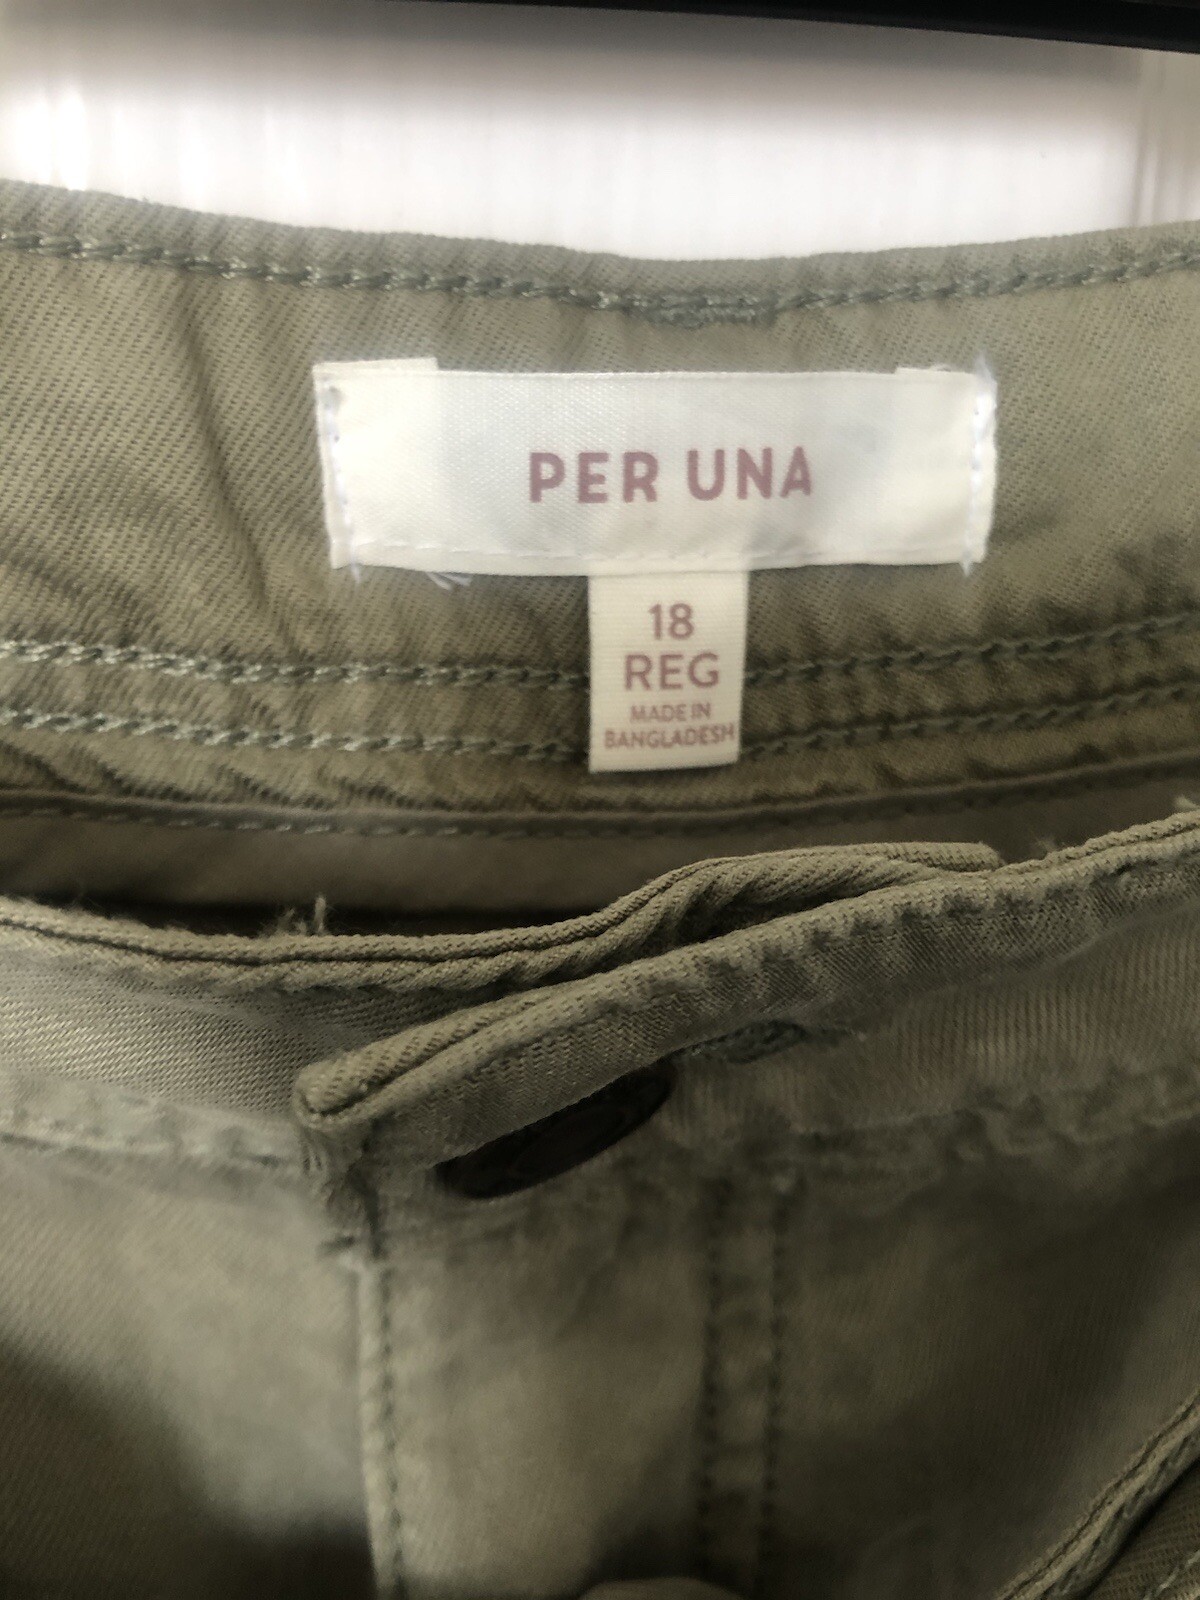 PER UNA
18
REG
MADE IN
BANGLADESH